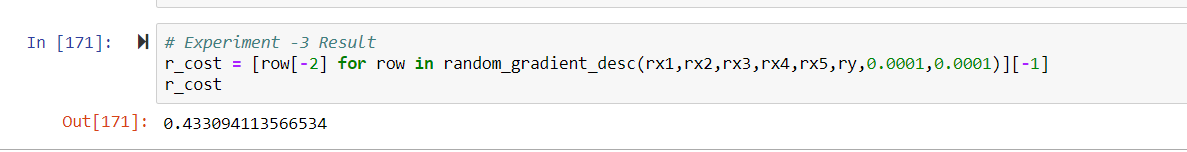 In [171]:
# Experiment -3 Result
r_cost = [row[-2] for row in random_gradient_desc(rx1,rx2,rx3,rx4,rx5,ry,0.0001,0.0001)][-1]
r_cost
Out[171]: 0.433094113566534